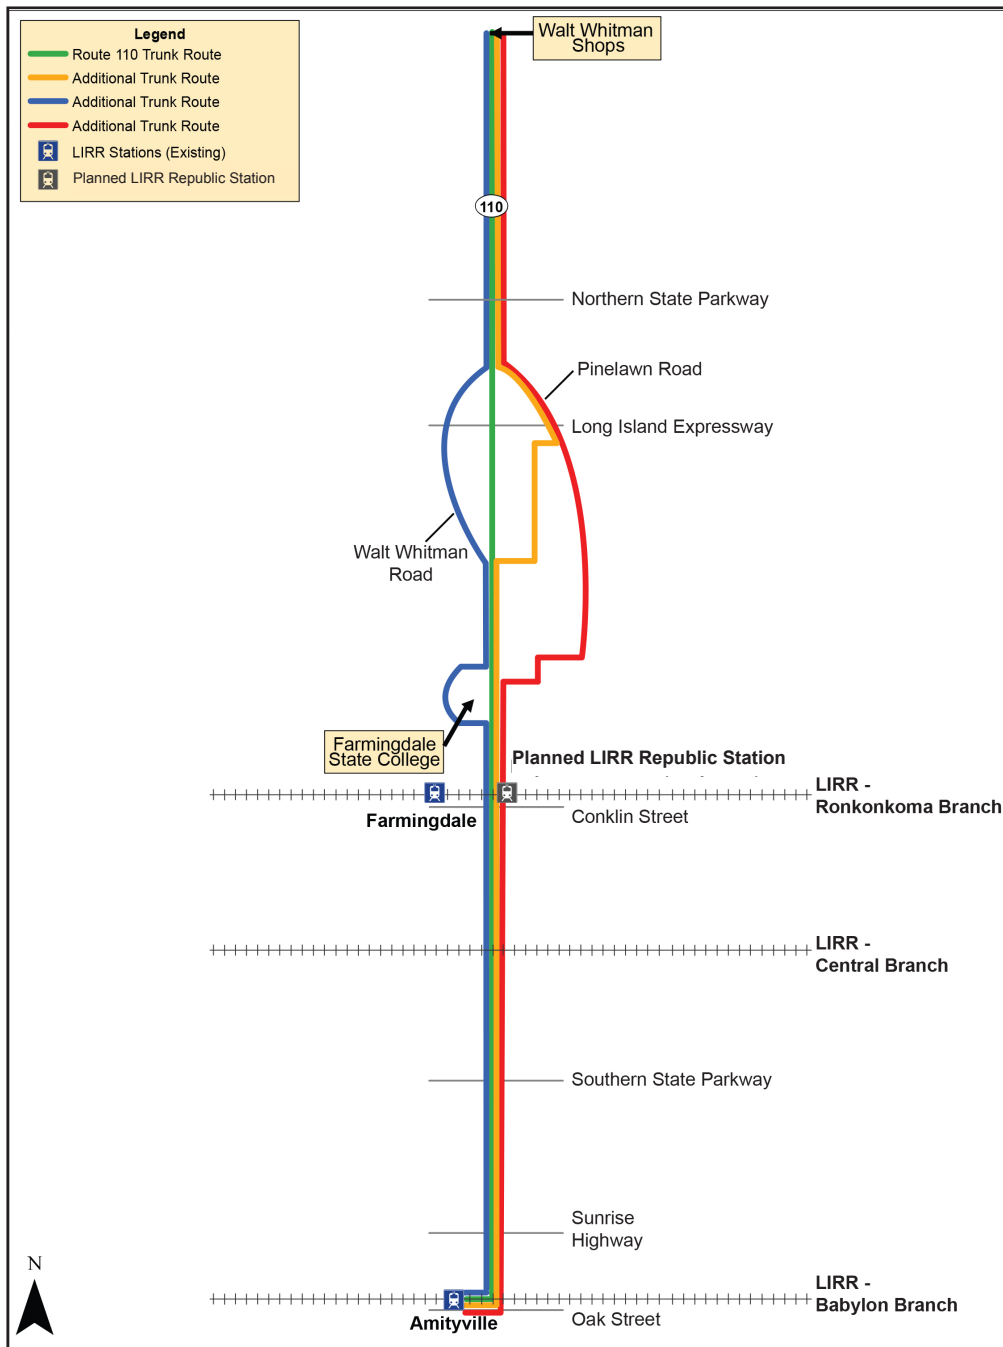 Legend
Route 110 Trunk Route
Additional Trunk Route
Additional Trunk Route
Additional Trunk Route
LIRR Stations (Existing)
Planned LIRR Republic Station
Walt Whitman
Shops
110
Northern State Parkway
Pinelawn Road
Long Island Expressway
Walt Whitman
Road
Farmingdale
State College
Planned LIRR Republic Station
LIRR -
Ronkonkoma Branch
Farmingdale
Conklin Street
LIRR -
Central Branch
Southern State Parkway
Sunrise
Highway
LIRR -
Babylon Branch
Amityville
Oak Street
N